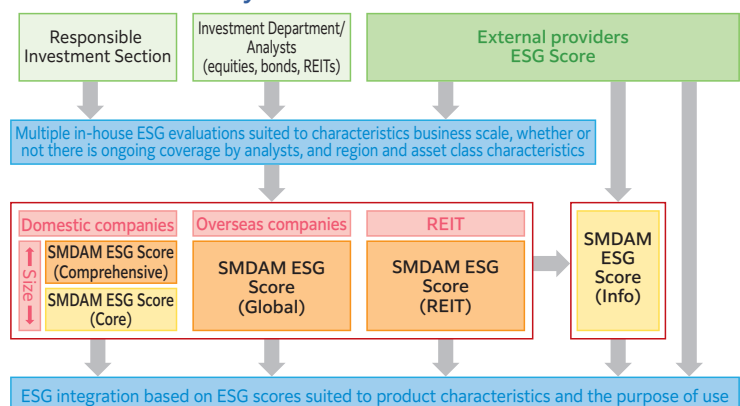 Responsible
Investment Section
Investment Department/
Analysts
(equities, bonds, REITs)
External providers
ESG Score
Multiple in-house ESG evaluations suited to characteristics business scale, whether or
not there is ongoing coverage by analysts, and region and asset class characteristics
Domestic companies
Size
SMDAM ESG Score
(Comprehensive)
SMDAM ESG Score
(Core)
Overseas companies
SMDAM ESG
Score
(Global)
REIT
SMDAM ESG
Score
(REIT)
SMDAM
ESG
Score
(Info)
ESG integration based on ESG scores suited to product characteristics and the purpose of use